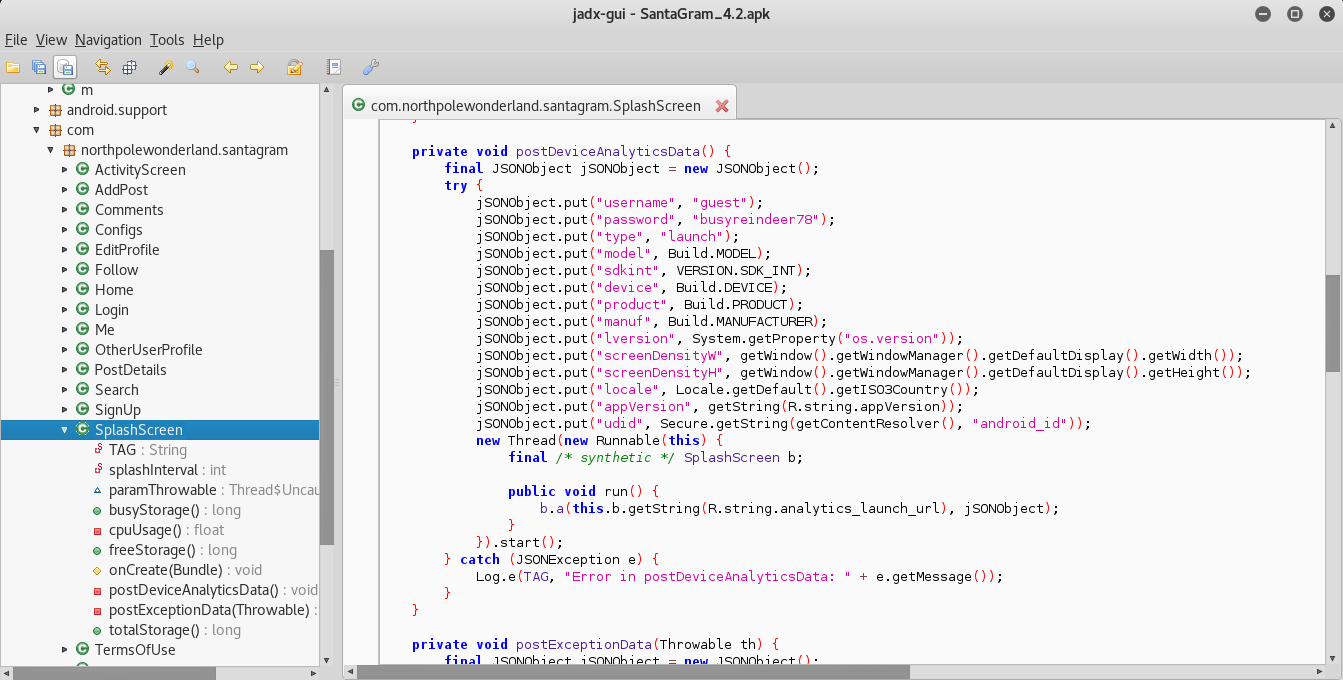 jadx-gui - SantaGram_4.2.apk
File View Navigation Tools Help
m
android.support
com
northpolewonderland.santagram
ActivityScreen
AddPost
Comments
Configs
EditProfile
Follow
Home
Login
Me
OtherUserProfile
PostDetails
Search
SignUp
SplashScreen
TAG : String
splashInterval : int
paramThrowable : Thread$Uncau
busyStorage() : long
cpuUsage() : float
freeStorage() : long
onCreate(Bundle) : void
postDeviceAnalyticsData() : void
postExceptionData(Throwable) :
totalStorage() : long
TermsOfUse
com.northpolewonderland.santagram.SplashScreen
}
private void postDeviceAnalyticsData() {
final JSONObject jSONObject = new JSONObject();
try {
jSONObject.put("username", "guest");
jSONObject.put("password", "busyreindeer78");
jSONObject.put("type", "launch");
jSONObject.put("model", Build.MODEL);
jSONObject.put("sdkint", VERSION.SDK_INT);
jSONObject.put("device", Build.DEVICE);
jSONObject.put("product", Build.PRODUCT);
jSONObject.put("manuf", Build.MANUFACTURER);
jSONObject.put("lversion", System.getProperty("os.version"));
jSONObject.put("screenDensityW", getWindow().getWindowManager().getDefaultDisplay().getWidth());
jSONObject.put("screenDensityH", getWindow().getWindowManager().getDefaultDisplay().getHeight());
jSONObject.put("locale", Locale.getDefault().getISO3Country());
jSONObject.put("appVersion", getString(R.string.appVersion));
jSONObject.put("udid", Secure.getString(getContentResolver(), "android_id"));
new Thread(new Runnable(this) {
final /* synthetic */ SplashScreen b;
public void run() {
b.a(this.b.getString(R.string.analytics_launch_url), jSONObject);
}
}).start();
} catch (JSONException e) {
Log.e(TAG, "Error in postDeviceAnalyticsData: " + e.getMessage());
}
}
private void postExceptionData(Throwable th) {
final JSONObject jSONObject = new JSONObject();